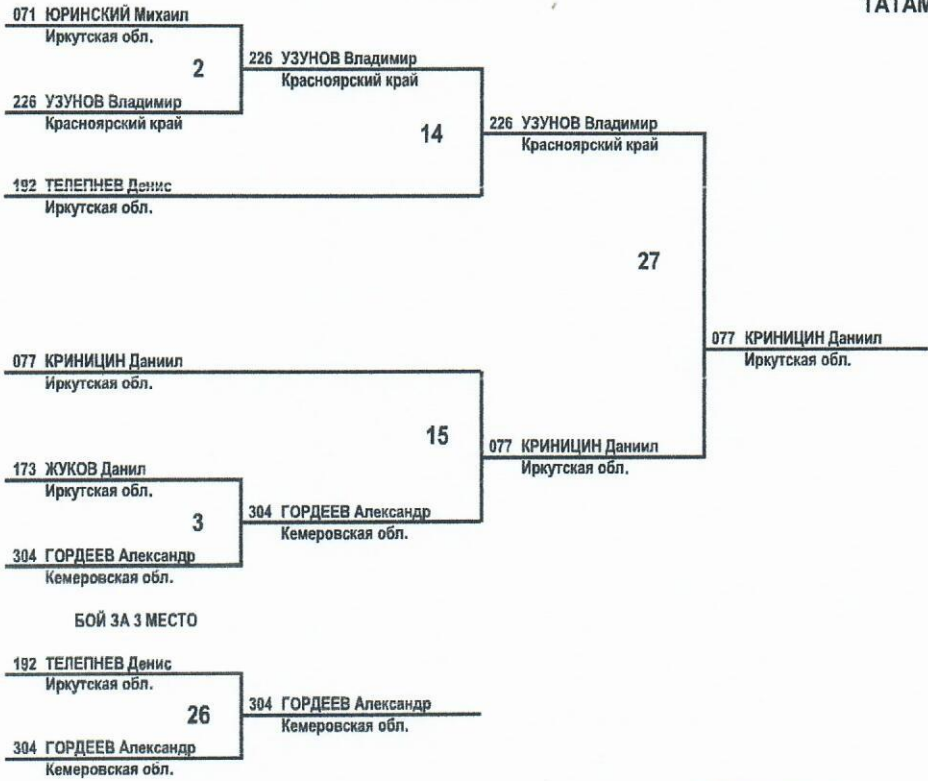 ТАТАМ
071 ЮРИНСКИЙ Михаил
Иркутская обл.
2
226 УЗУНОВ Владимир
Красноярский край
226 УЗУНОВ Владимир
Красноярский край
14
226 УЗУНОВ Владимир
Красноярский край
192 ТЕЛЕПНЕВ Денис
Иркутская обл.
27
077 КРИНИЦИН Даниил
Иркутская обл.
077 КРИНИЦИН Даниил
Иркутская обл.
15
077 КРИНИЦИН Даниил
Иркутская обл.
173 ЖУКОВ Данил
Иркутская обл.
3
304 ГОРДЕЕВ Александр
Кемеровская обл.
304 ГОРДЕЕВ Александр
Кемеровская обл.
БОЙ ЗА 3 МЕСТО
192 ТЕЛЕПНЕВ Денис
Иркутская обл.
26
304 ГОРДЕЕВ Александр
Кемеровская обл.
304 ГОРДЕЕВ Александр
Кемеровская обл.